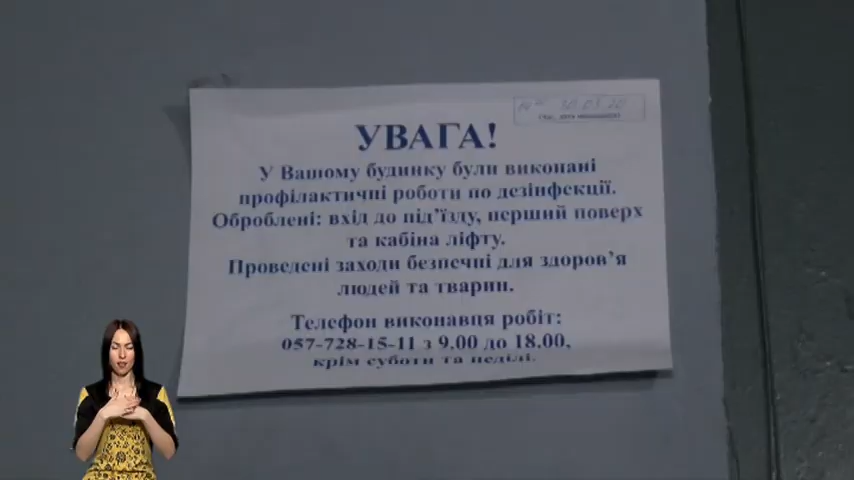 УВАГА!
У Вашому будинку були виконані
профілактичні роботи по дезінфекції.
Оброблені: вхід до під'їзду, перший поверх
та кабіна ліфту.
Проведені заходи безпечні для здоров'я
людей та тварин.
Телефон виконавця робіт:
057-728-15-11 з 9.00 до 18.00,
крім суботи та неділі.